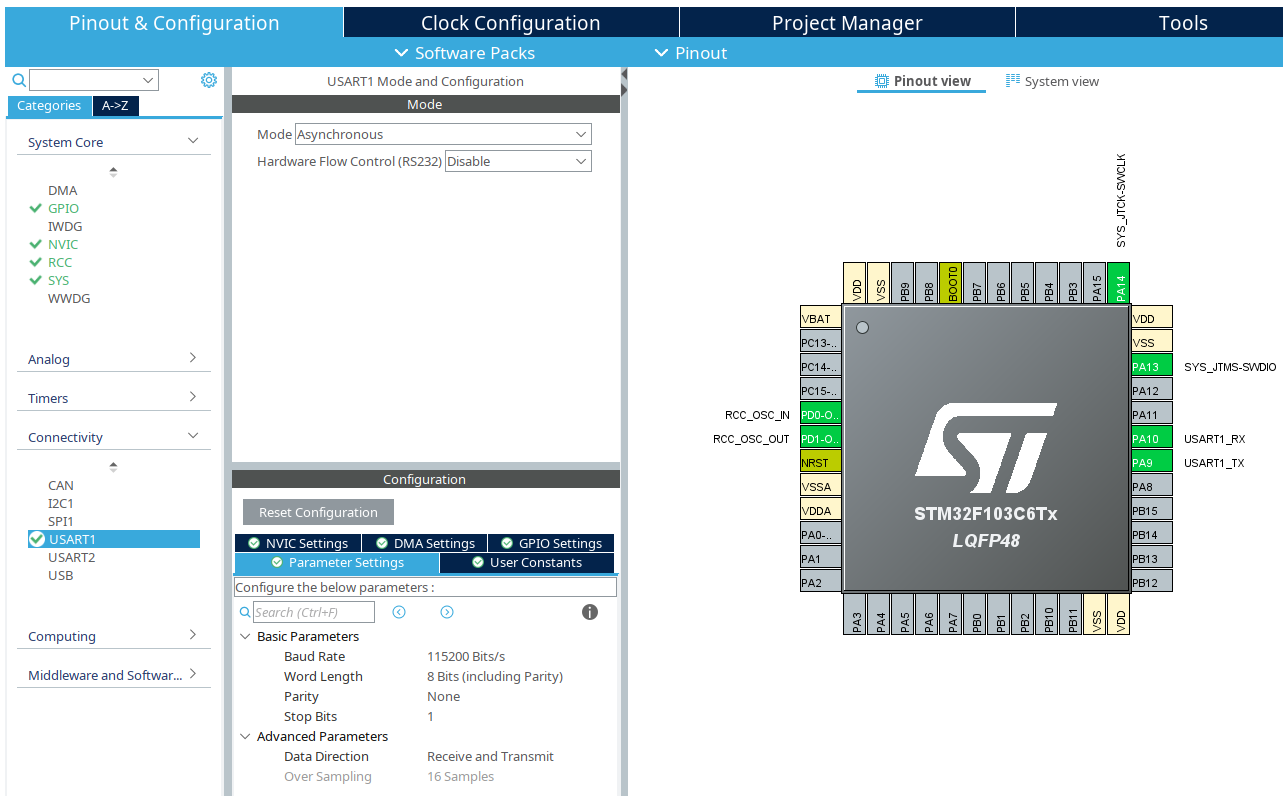 Pinout & Configuration
Clock Configuration
Project Manager
Tools
Software Packs
Pinout
Categories
A->Z
System Core
DMA
GPIO
IWDG
NVIC
RCC
SYS
WWDG
Analog
Timers
Connectivity
CAN
I2C1
SPI1
USART1
USART2
USB
Computing
Middleware and Softwar...
USART1 Mode and Configuration
Mode
Mode Asynchronous
Hardware Flow Control (RS232) Disable
Configuration
Reset Configuration
NVIC Settings
DMA Settings
GPIO Settings
Parameter Settings
User Constants
Configure the below parameters :
Search (Ctrl+F)
Basic Parameters
Baud Rate 115200 Bits/s
Word Length 8 Bits (including Parity)
Parity None
Stop Bits 1
Advanced Parameters
Data Direction Receive and Transmit
Over Sampling 16 Samples
Pinout view
System view
SYS_JTCK-SWCLK
VDD
VSS
PB9
PB8
BOOT0
PB7
PB6
PB5
PB4
PB3
PA15
PA14
VBAT
PC13-..
PC14-..
PC15-..
RCC_OSC_IN PD0-O..
RCC_OSC_OUT PD1-O..
NRST
VSSA
VDDA
PA0-..
PA1
PA2
VDD
VSS
PA13 SYS_JTMS-SWDIO
PA12
PA11
PA10 USART1_RX
PA9 USART1_TX
PA8
PB15
PB14
PB13
PB12
ST
STM32F103C6Tx
LQFP48
PA3
PA4
PA5
PA6
PA7
PB0
PB1
PB2
PB10
PB11
VSS
VDD